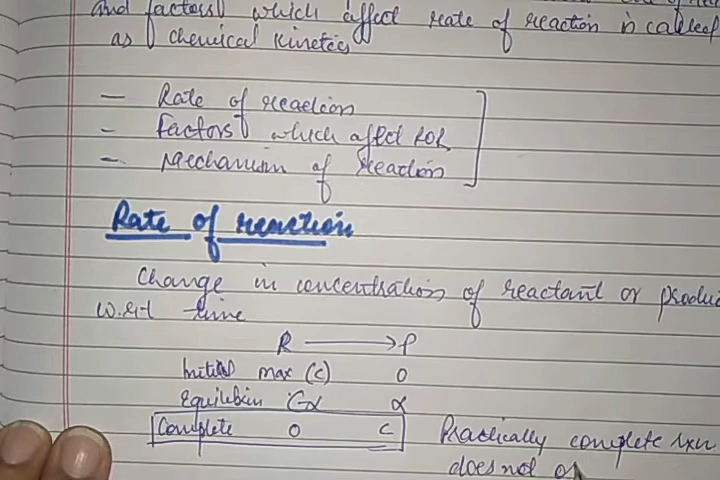 and factors which affect rate of reaction is called
as chemical kinetics
— Rate of reaction
— Factors which affect ROR
— Mechanism of reaction
Rate of reaction
Change in concentration of reactant or produ
w.r.t time
R ⟶ P
Initial max (c) 0
Equilibrin C-α α
Complete 0 C Practically complete rxn
does not o